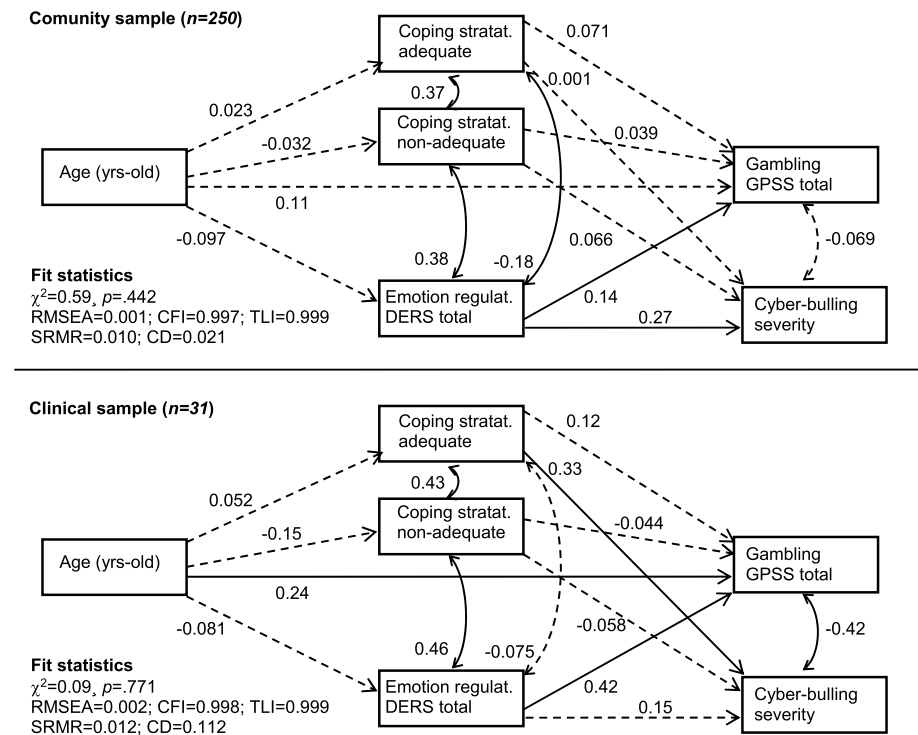 Comunity sample (n=250)
Coping stratat.
adequate
0.071
0.023
0.37
0.001
Coping stratat.
non-adequate
-0.032
0.039
Age (yrs-old)
Gambling
GPSS total
0.11
-0.097
0.066
-0.069
0.38
-0.18
Fit statistics
χ²=0.59, p=.442
RMSEA=0.001; CFI=0.997; TLI=0.999
SRMR=0.010; CD=0.021
Emotion regulat.
DERS total
0.14
0.27
Cyber-bulling
severity
Clinical sample (n=31)
Coping stratat.
adequate
0.12
0.052
0.43
0.33
Coping stratat.
non-adequate
-0.15
-0.044
Age (yrs-old)
Gambling
GPSS total
0.24
-0.081
-0.058
-0.42
0.46
-0.075
Fit statistics
χ²=0.09, p=.771
RMSEA=0.002; CFI=0.998; TLI=0.999
SRMR=0.012; CD=0.112
Emotion regulat.
DERS total
0.42
0.15
Cyber-bulling
severity